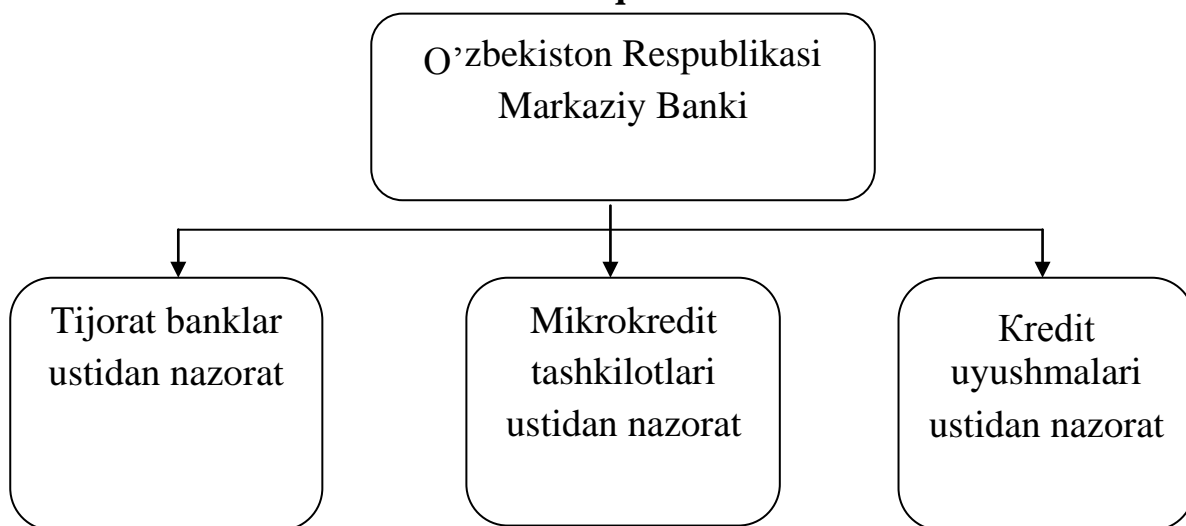 O’zbekiston Respublikasi
Markaziy Banki
Tijorat banklar
ustidan nazorat
Mikrokredit
tashkilotlari
ustidan nazorat
Kredit
uyushmalari
ustidan nazorat